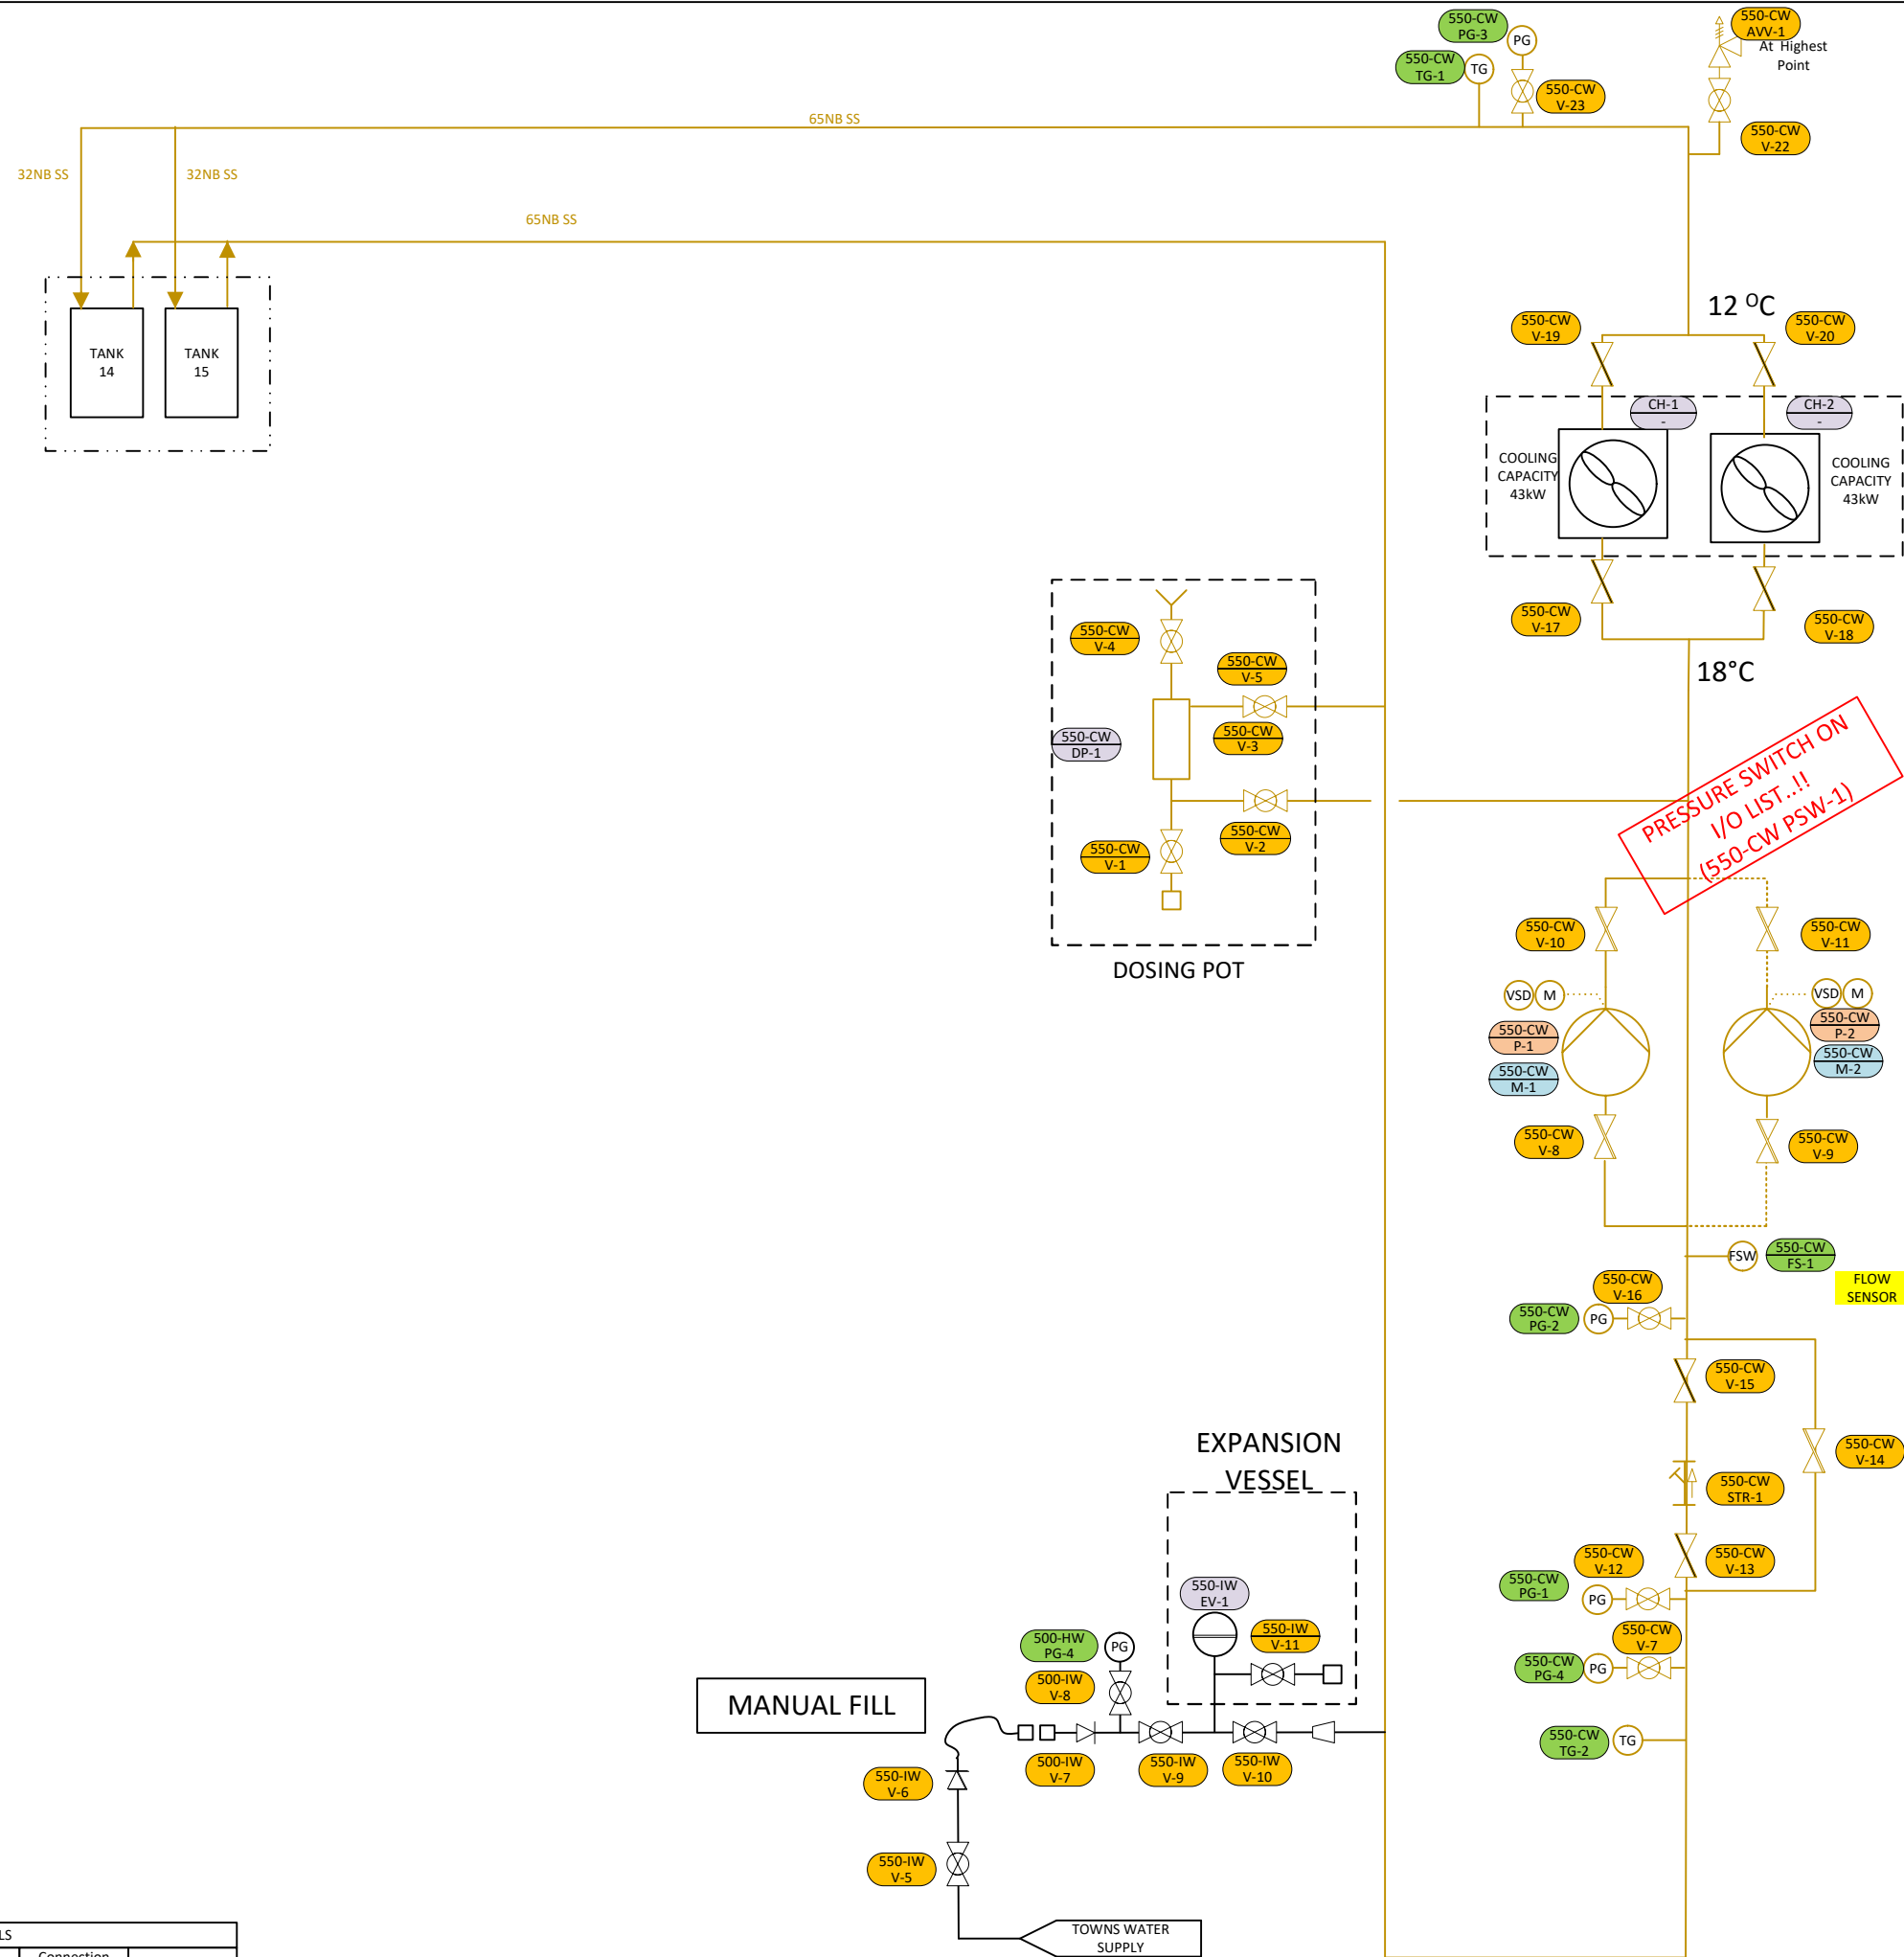 550-CW
PG-3
PG
550-CW
AVV-1
At Highest
Point
550-CW
TG-1
TG
550-CW
V-23
65NB SS
550-CW
V-22
32NB SS
32NB SS
65NB SS
12 OC
550-CW
V-19
550-CW
V-20
TANK
14
TANK
15
CH-1
-
CH-2
-
COOLING
CAPACITY
43kW
COOLING
CAPACITY
43kW
550-CW
V-17
550-CW
V-18
18°C
550-CW
V-4
550-CW
V-5
550-CW
V-3
550-CW
DP-1
550-CW
V-2
550-CW
V-1
DOSING POT
PRESSURE SWITCH ON
I/O LIST..!!
(550-CW PSW-1)
550-CW
V-10
550-CW
V-11
VSD
M
VSD
M
550-CW
P-1
550-CW
M-1
550-CW
P-2
550-CW
M-2
550-CW
V-8
550-CW
V-9
FSW
550-CW
FS-1
FLOW
SENSOR
550-CW
V-16
550-CW
PG-2
PG
550-CW
V-15
550-CW
V-14
550-CW
STR-1
550-CW
V-12
550-CW
V-13
550-CW
PG-1
PG
550-CW
V-7
550-CW
PG-4
PG
550-CW
TG-2
TG
EXPANSION
VESSEL
550-IW
EV-1
550-IW
V-11
500-HW
PG-4
PG
500-IW
V-8
MANUAL FILL
500-IW
V-7
550-IW
V-9
550-IW
V-10
550-IW
V-6
550-IW
V-5
TOWNS WATER
SUPPLY
LS
Connection